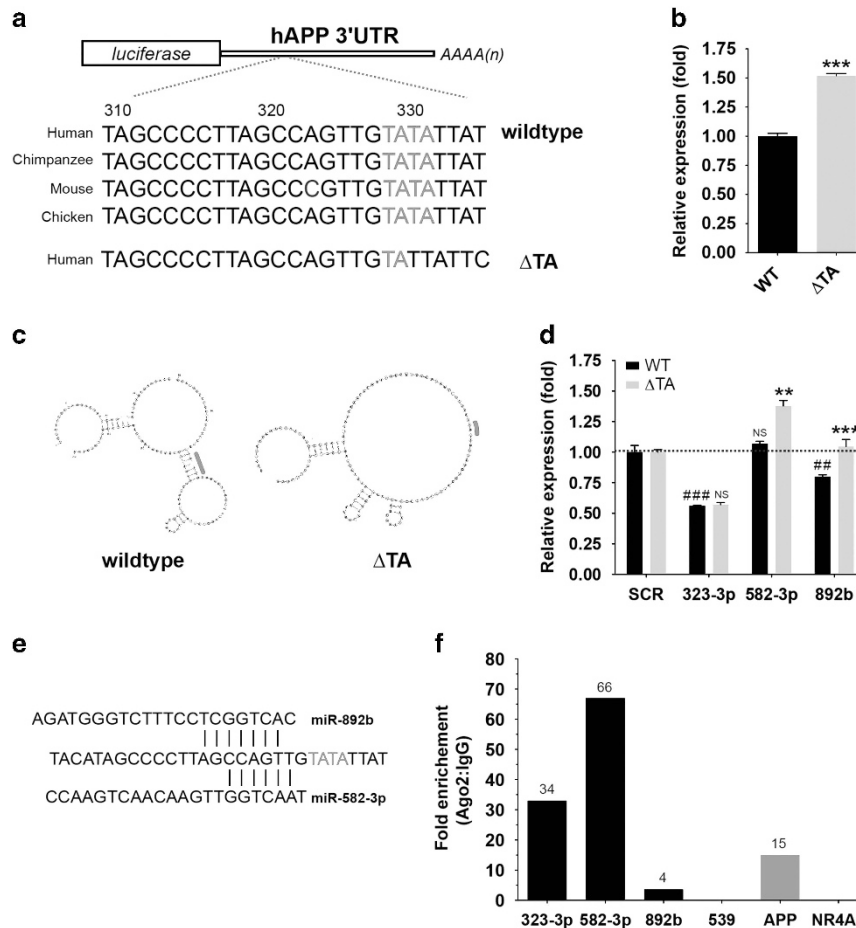 a
hAPP 3'UTR
luciferase
AAAA(n)
310 320 330
Human TAGCCCCTTAGCCAGTTGTATATTAT wildtype
Chimpanzee TAGCCCCTTAGCCAGTTGTATATTAT
Mouse TAGCCCCTTAGCCCGTTGTATATTAT
Chicken TAGCCCCTTAGCCAGTTGTATATTAT
Human TAGCCCCTTAGCCAGTTGTATTATTC ΔTA
b
Relative expression (fold)
1.75
1.50
1.25
1.00
0.75
0.50
0.25
0.00
***
WT ΔTA
c
wildtype ΔTA
d
Relative expression (fold)
1.75
1.50
1.25
1.00
0.75
0.50
0.25
0.00
WT
ΔTA
### NS NS ** ## ***
SCR 323-3p 582-3p 892b
e
AGATGGGTCTTTCCTCGGTCAC miR-892b
TACATAGCCCCTTAGCCAGTTGTATATTAT
CCAAGTCAACAAGTTGGTCAAT miR-582-3p
f
Fold enrichement
(Ago2:IgG)
80
70
60
50
40
30
20
10
0
34 66 4 15
323-3p 582-3p 892b 539 APP NR4A